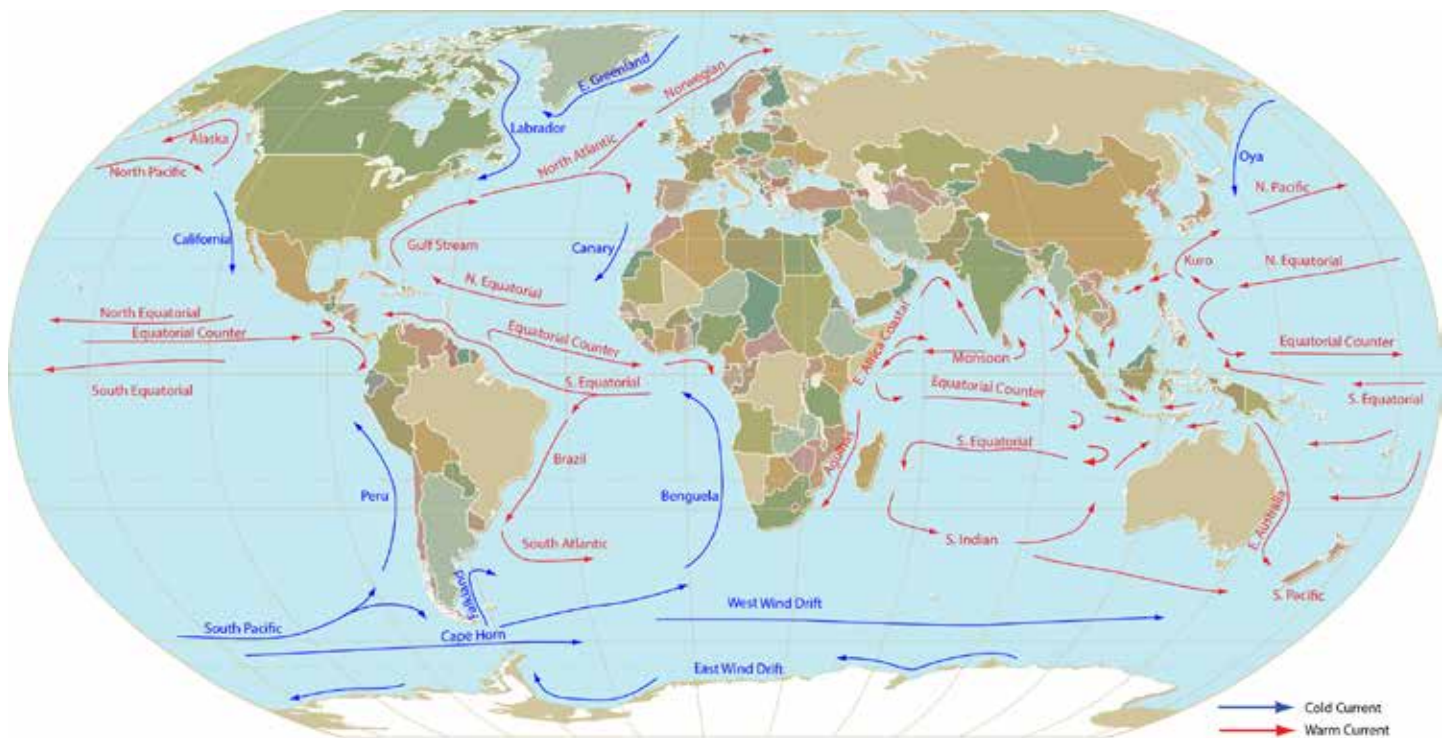 E. Greenland
Norwegian
Alaska
Labrador
North Atlantic
North Pacific
Oya
N. Pacific
California
Gulf Stream
Canary
Kuro
N. Equatorial
N. Equatorial
North Equatorial
Equatorial Counter
Equatorial Counter
E. Africa Coastal
Monsoon
Equatorial Counter
South Equatorial
S. Equatorial
Equatorial Counter
S. Equatorial
S. Equatorial
Brazil
Agulhas
Peru
Benguela
South Atlantic
S. Indian
E. Australia
Falkland
S. Pacific
West Wind Drift
South Pacific
Cape Horn
East Wind Drift
Cold Current
Warm Current